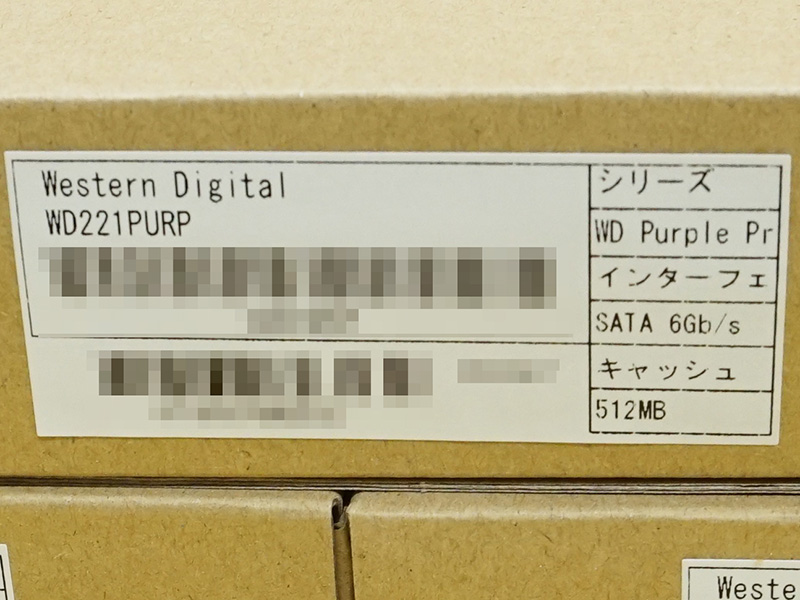 Western Digital
WD221PURP
シリーズ
WD Purple Pr
インターフェ
SATA 6Gb/s
キャッシュ
512MB
Weste